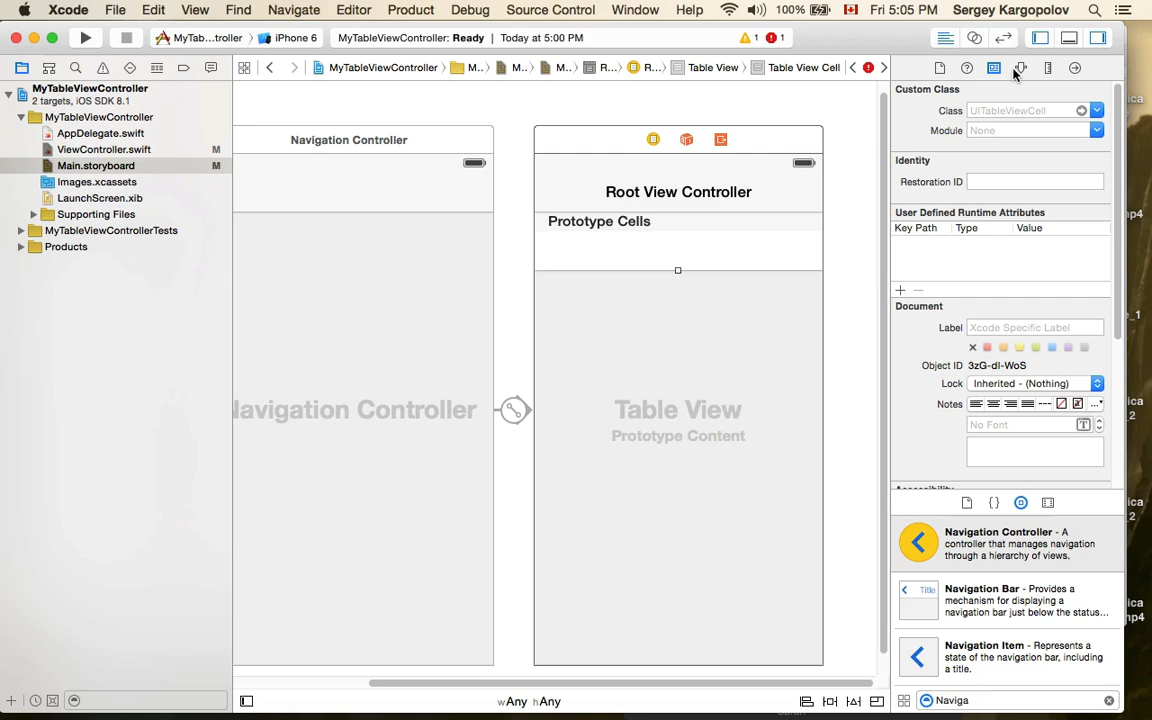 Xcode File Edit View Find Navigate Editor Product Debug Source Control Window Help 100% Fri 5:05 PM Sergey Kargopolov
MyTab...troller iPhone 6 MyTableViewController: Ready Today at 5:00 PM 1 1
MyTableViewController M... M... M... R... R... Table View Table View Cell
MyTableViewController
2 targets, iOS SDK 8.1
MyTableViewController
AppDelegate.swift
ViewController.swift M
Main.storyboard M
Images.xcassets
LaunchScreen.xib
Supporting Files
MyTableViewControllerTests
Products
Navigation Controller
Navigation Controller
Root View Controller
Prototype Cells
Table View
Prototype Content
wAny hAny
Custom Class
Class UITableViewCell
Module None
Identity
Restoration ID
User Defined Runtime Attributes
Key Path Type Value
Document
Label Xcode Specific Label
Object ID 3zG-dl-WoS
Lock Inherited - (Nothing)
Notes
No Font
Navigation Controller - A
controller that manages navigation
through a hierarchy of views.
Title
Navigation Bar - Provides a
mechanism for displaying a
navigation bar just below the status...
Navigation Item - Represents a
state of the navigation bar, including
a title.
Naviga